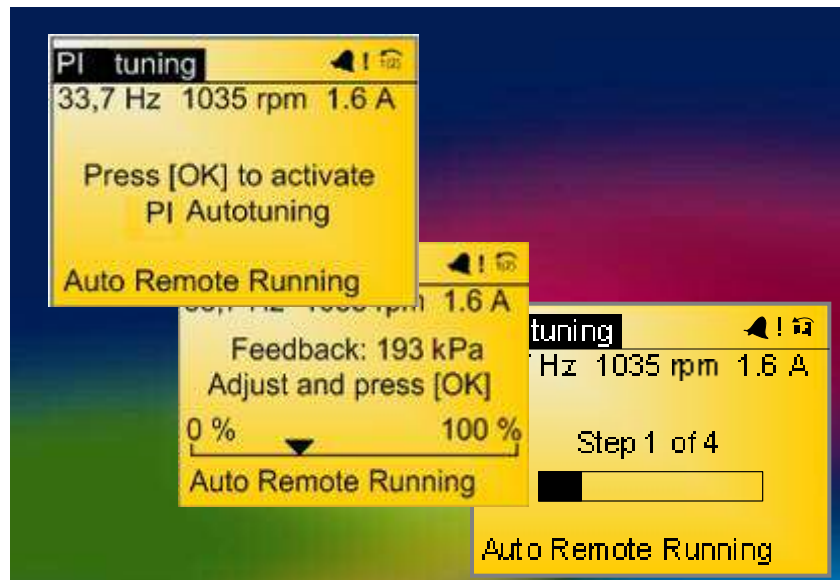 PI tuning !
33,7 Hz 1035 rpm 1.6 A
Press [OK] to activate
PI Autotuning
Auto Remote Running
!
1.6 A
Feedback: 193 kPa
Adjust and press [OK]
0 % 100 %
Auto Remote Running
tuning !
Hz 1035 rpm 1.6 A
Step 1 of 4
Auto Remote Running